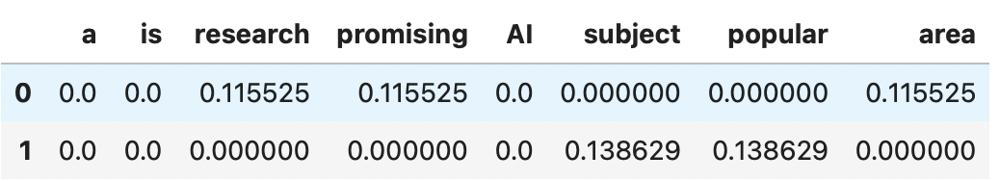 a is research promising AI subject popular area
0 0.0 0.0 0.115525 0.115525 0.0 0.000000 0.000000 0.115525
1 0.0 0.0 0.000000 0.000000 0.0 0.138629 0.138629 0.000000